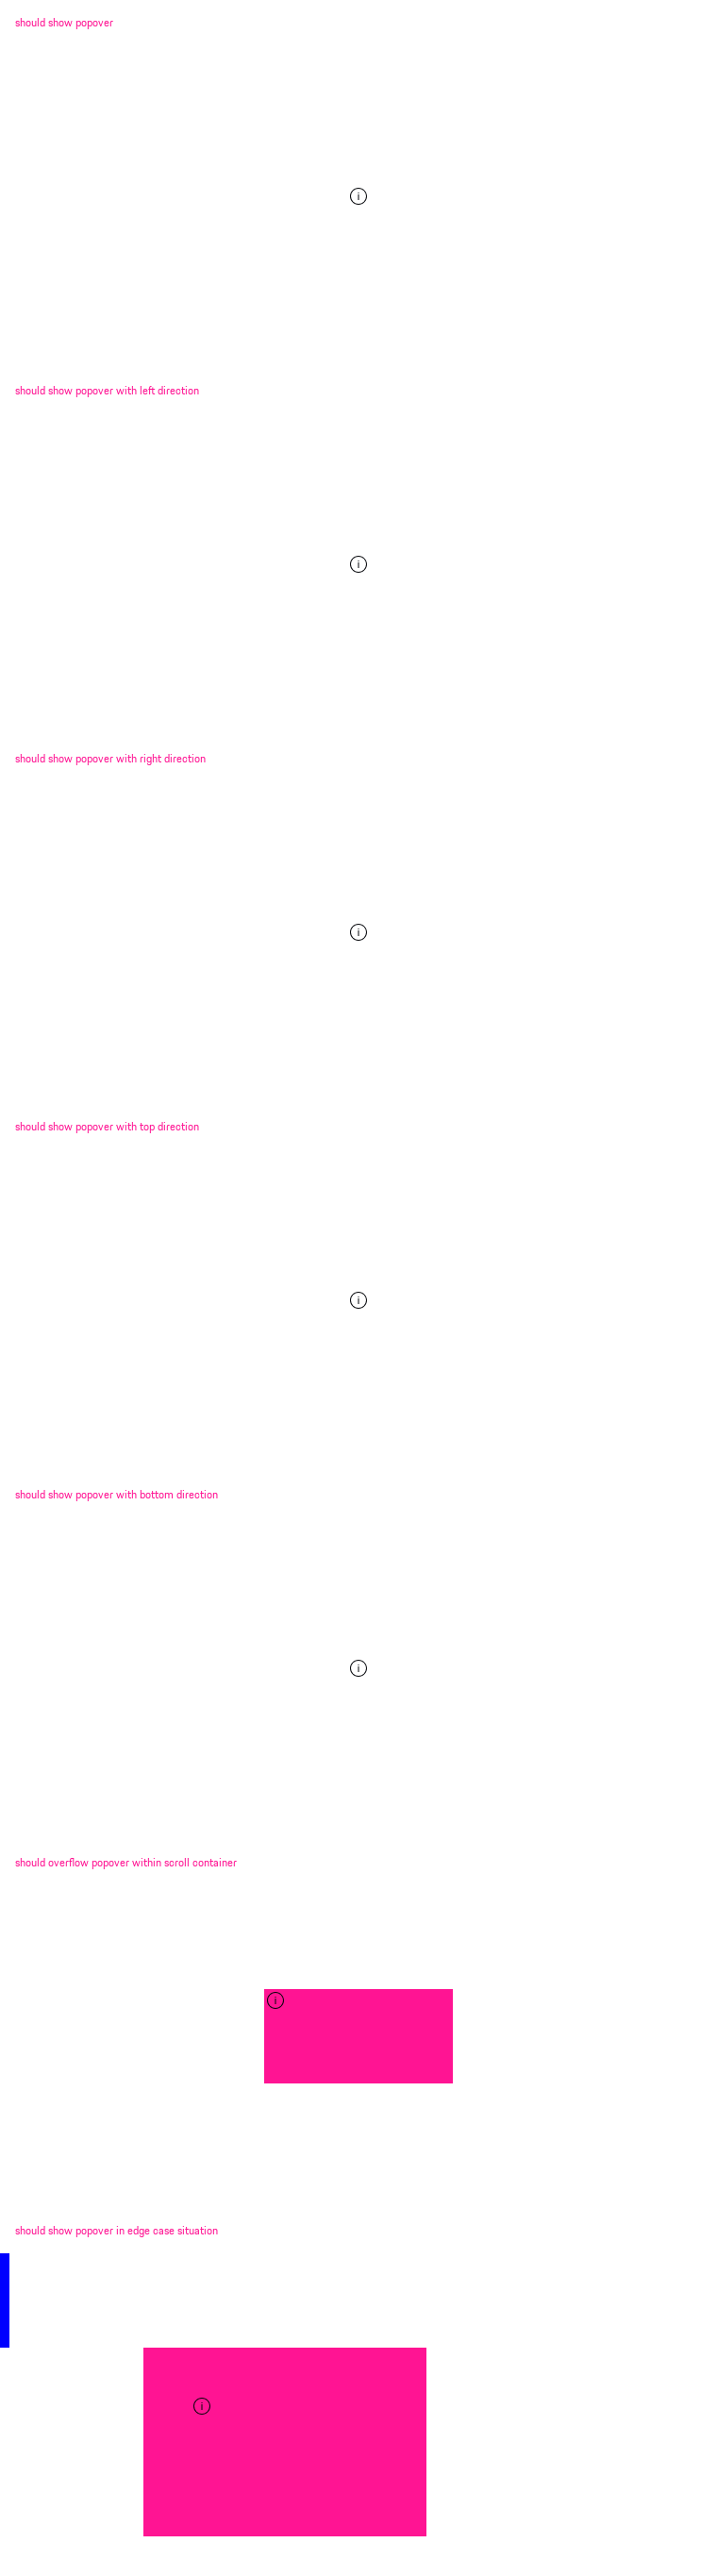 should show popover
i
should show popover with left direction
i
should show popover with right direction
i
should show popover with top direction
i
should show popover with bottom direction
i
should overflow popover within scroll container
i
should show popover in edge case situation
i